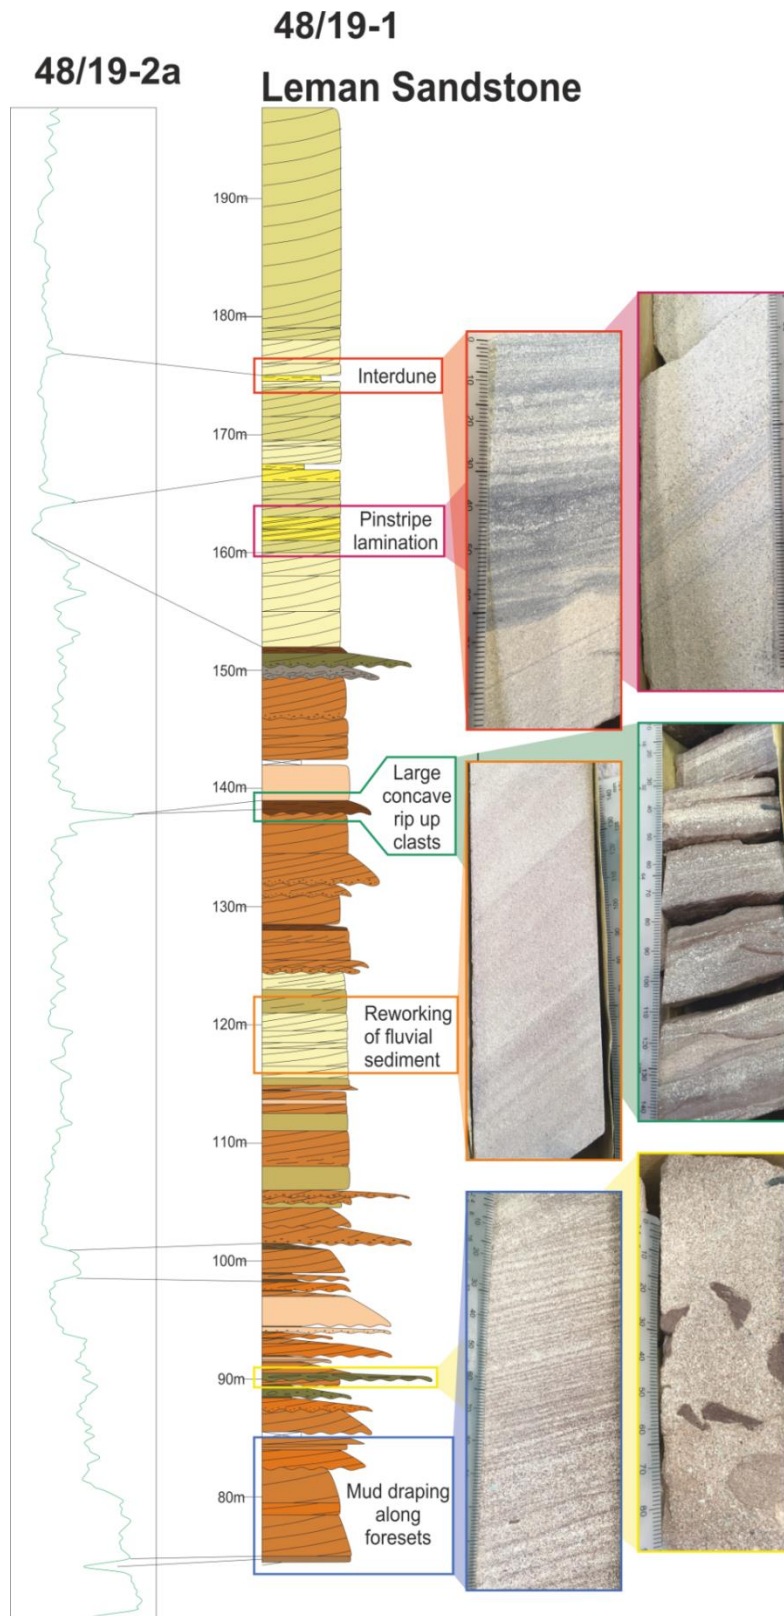 48/19-1
48/19-2a
Leman Sandstone
190m
180m
Interdune
170m
Pinstripe
lamination
160m
150m
140m
Large
concave
rip up
clasts
130m
120m
Reworking
of fluvial
sediment
110m
100m
90m
80m
Mud draping
along
foresets